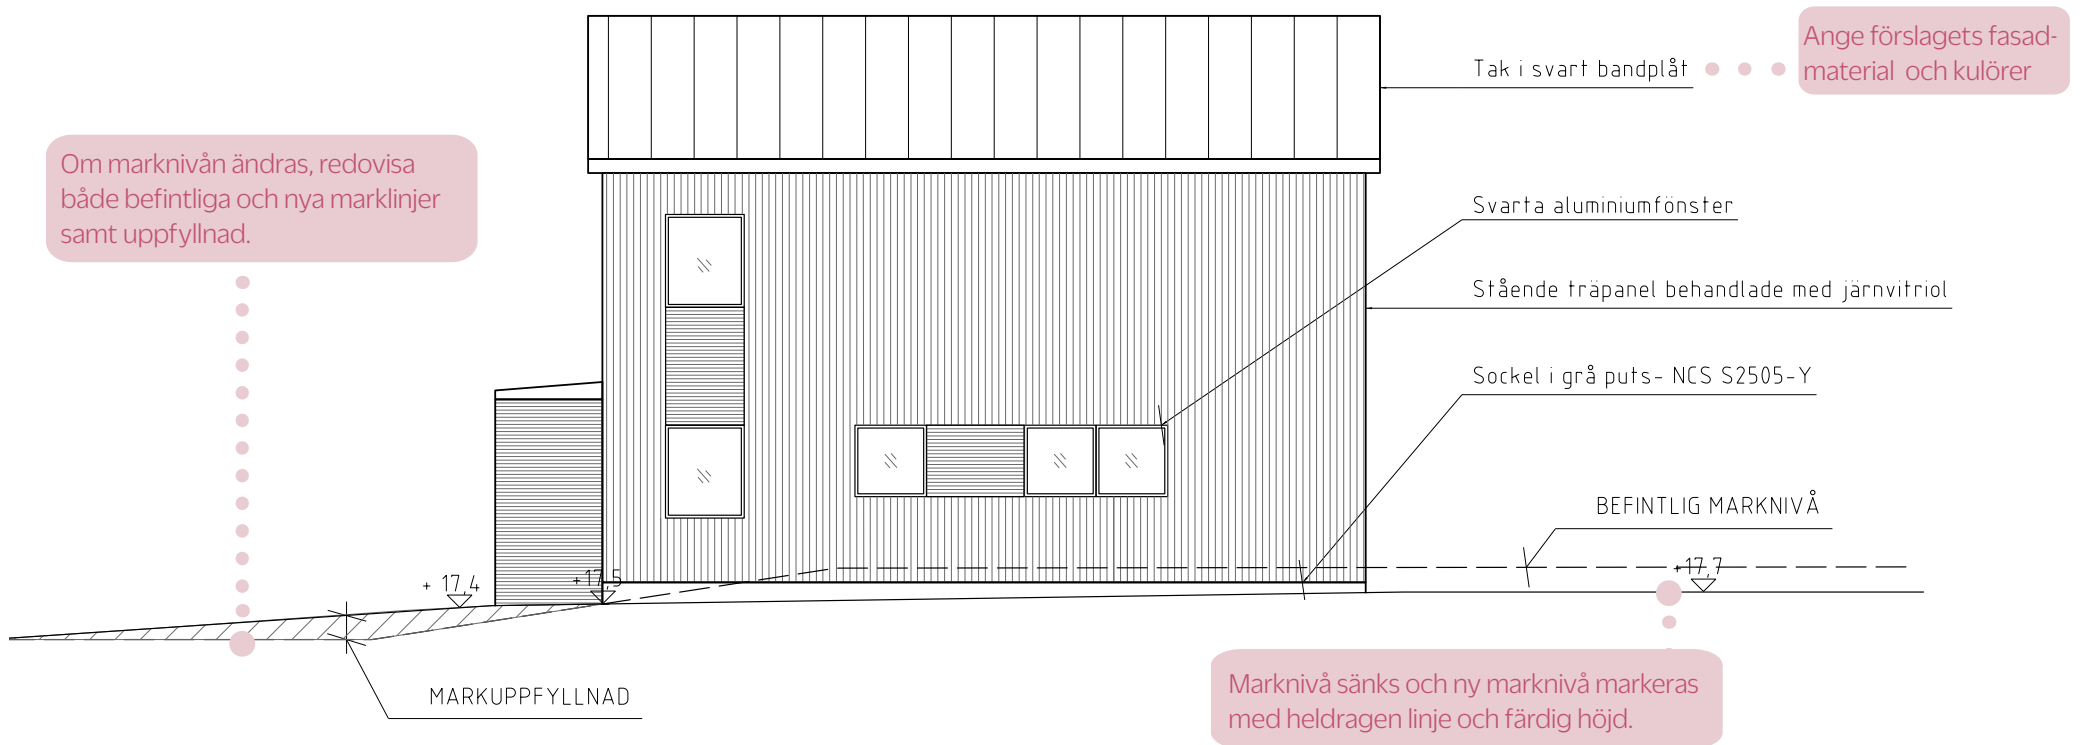 Ange förslagets fasad-
material och kulörer
Tak i svart bandplåt
Om marknivån ändras, redovisa
både befintliga och nya marklinjer
samt uppfyllnad.
Svarta aluminiumfönster
Stående träpanel behandlade med järnvitriol
Sockel i grå puts- NCS S2505-Y
BEFINTLIG MARKNIVÅ
+ 17,4
+17,5
+17,7
MARKUPPFYLLNAD
Marknivå sänks och ny marknivå markeras
med heldragen linje och färdig höjd.